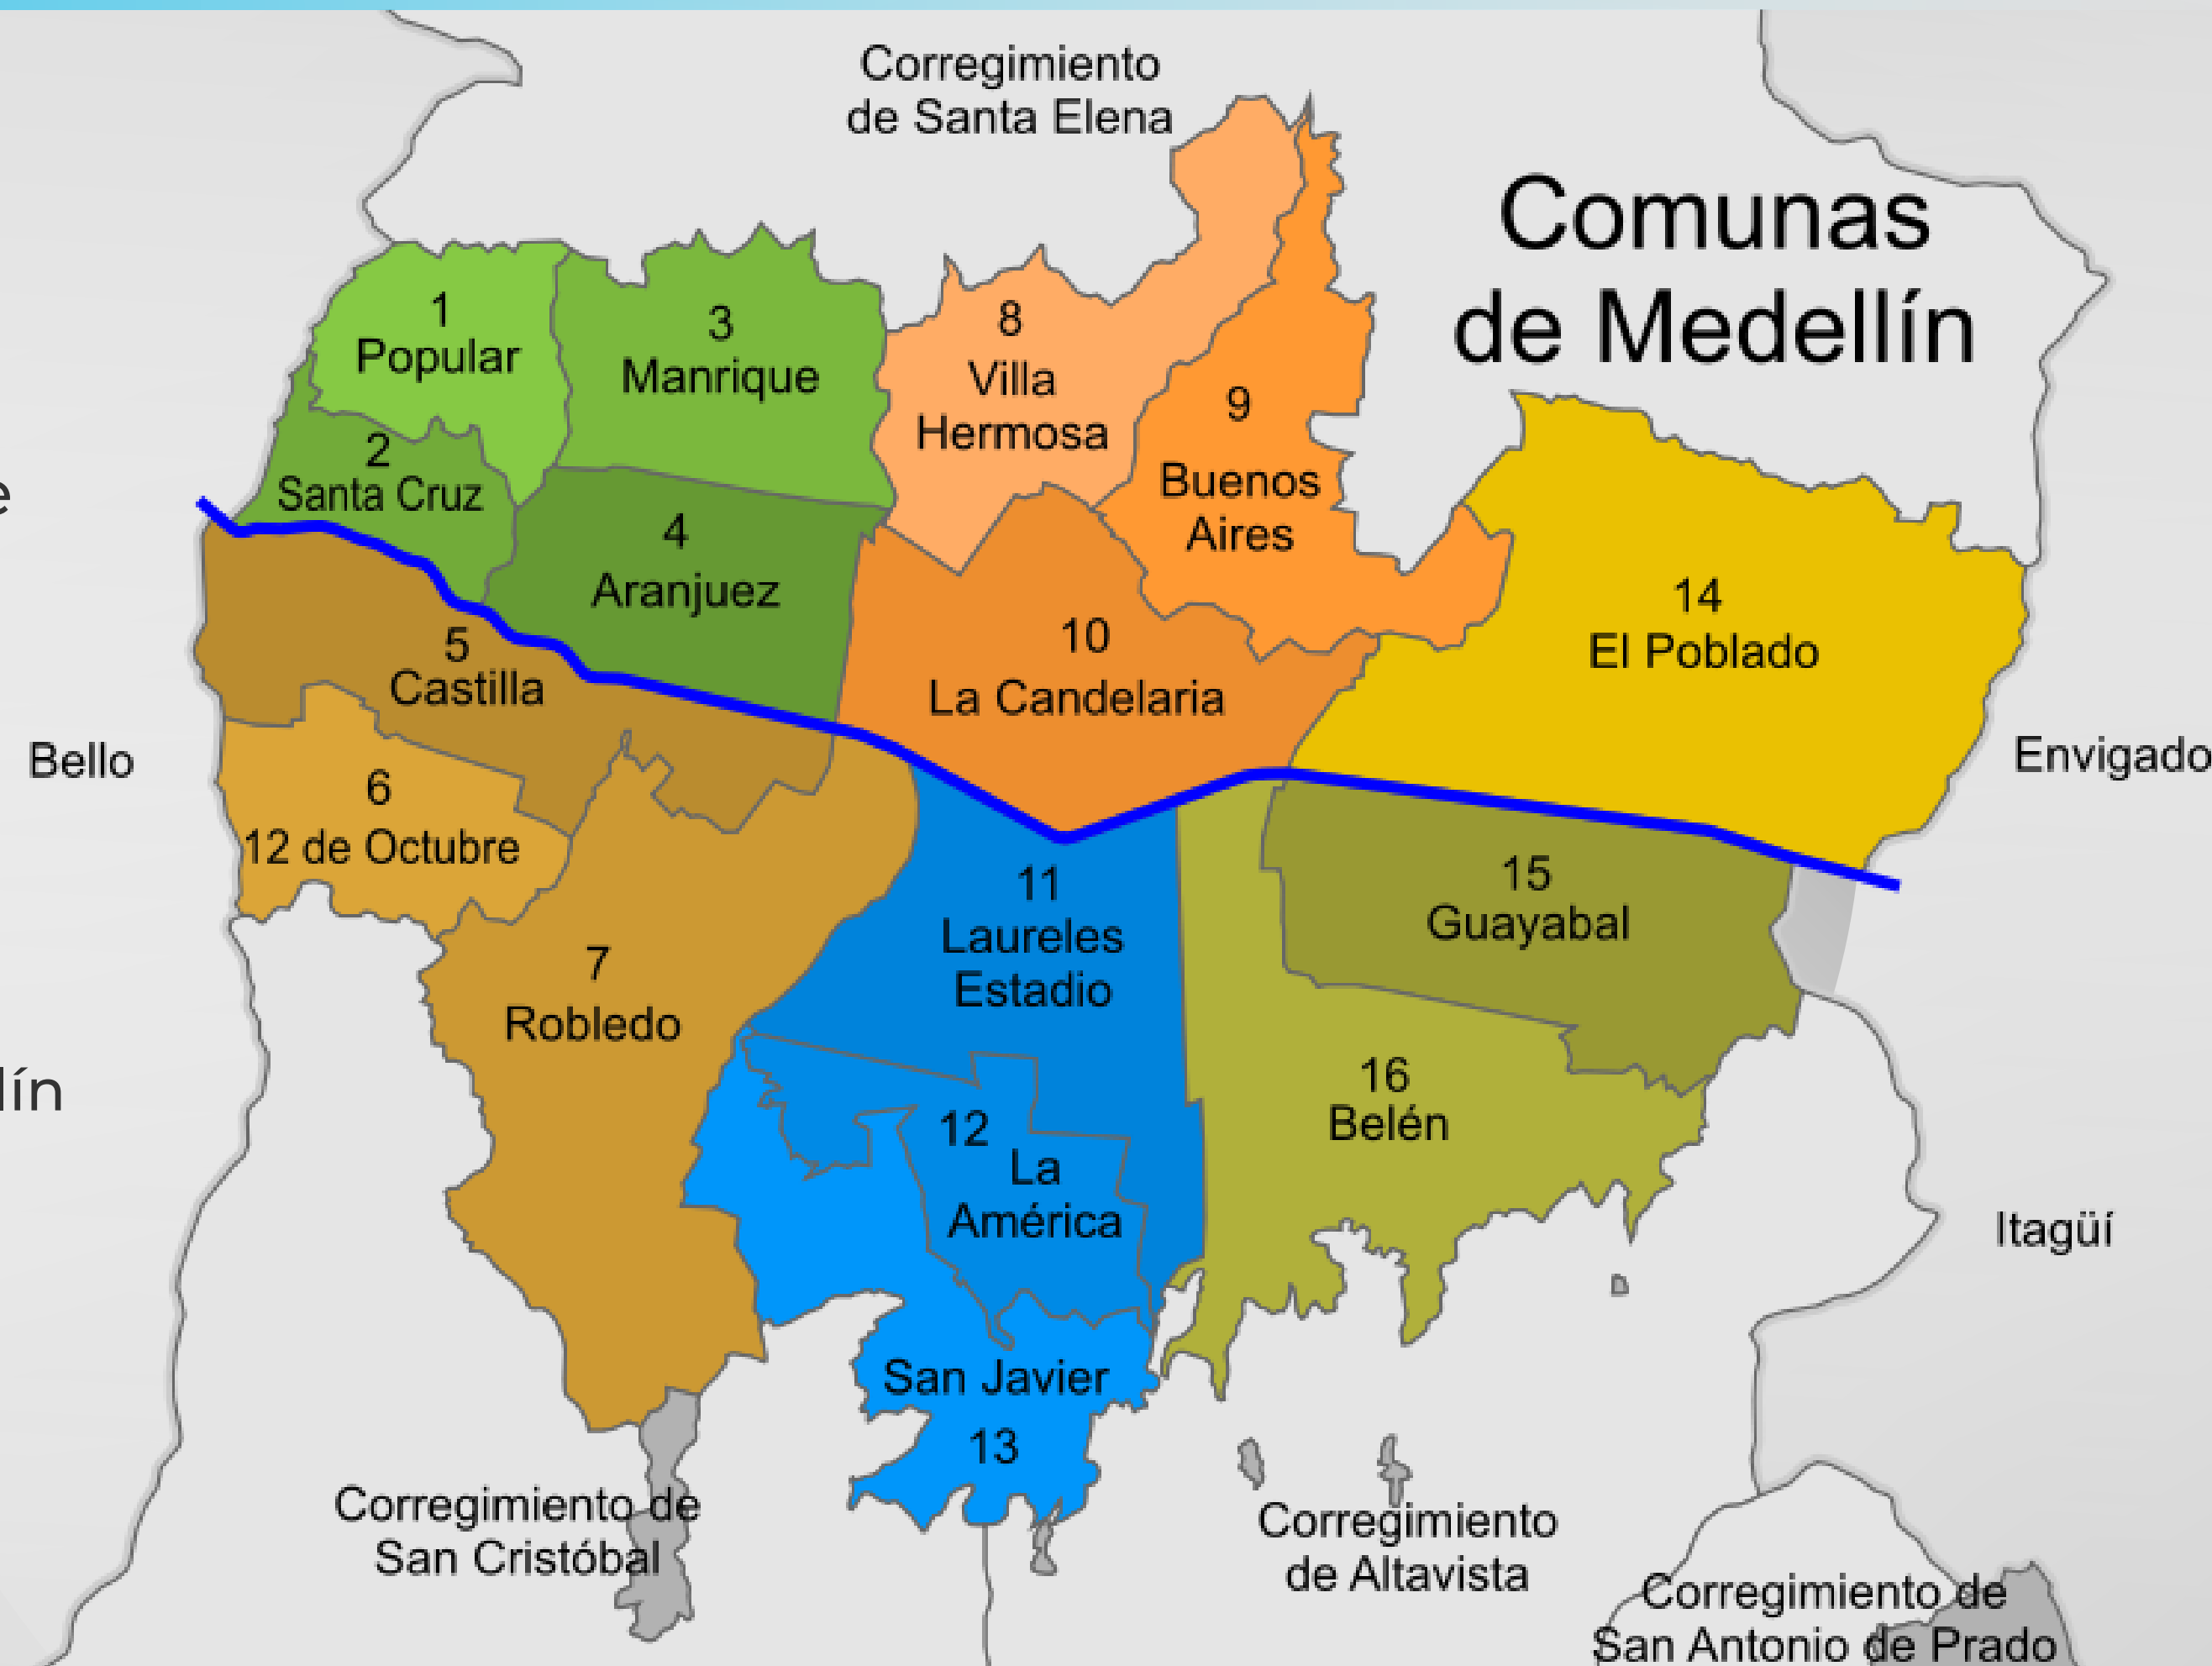 Corregimiento
de Santa Elena
Comunas
de Medellín
1
Popular
3
Manrique
8
Villa
Hermosa
9
Buenos
Aires
2
Santa Cruz
e
4
Aranjuez
14
El Poblado
10
La Candelaria
5
Castilla
Bello
Envigado
6
12 de Octubre
11
Laureles
Estadio
15
Guayabal
7
Robledo
16
Belén
lín
12
La
América
Itagüí
San Javier
13
Corregimiento de
San Cristóbal
Corregimiento
de Altavista
Corregimiento de
San Antonio de Prado